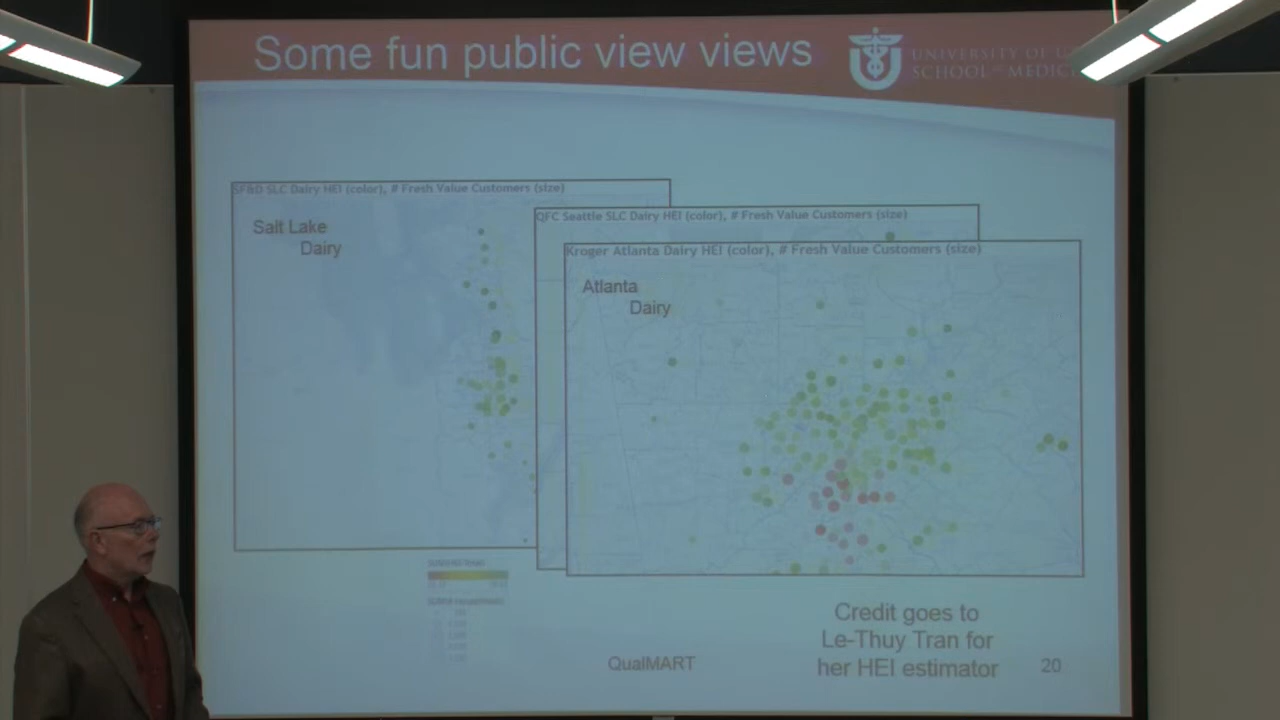 Some fun public view views
UNIVERSITY OF
SCHOOL OF
SF&D SLC Dairy HEI (color), # Fresh Value Customers (size)
Salt Lake
Dairy
QFC Seattle SLC Dairy HEI (color), # Fresh Value Customers (size)
Kroger Atlanta Dairy HEI (color), # Fresh Value Customers (size)
Atlanta
Dairy
Credit goes to
Le-Thuy Tran for
her HEI estimator
QualMART
20